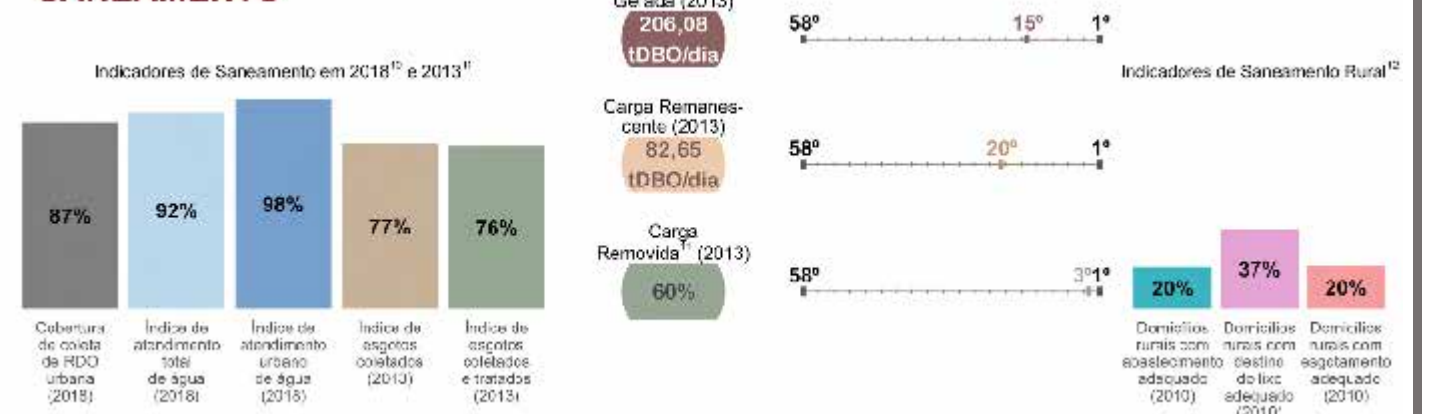 SANEAMENTO
Indicadores de Saneamento em 2018¹⁰ e 2013¹¹
87%
92%
98%
77%
76%
Cobertura
de coleta
de RDO
urbana
(2018)
Índice de
atendimento
total
de água
(2018)
Índice de
atendimento
urbano
de água
(2018)
Índice de
esgotos
coletados
(2013)
Índice de
esgotos
coletados
e tratados
(2013)
Gerada (2013)
206,08
tDBO/dia
58º
15º
1º
Carga Remanes-
cente (2013)
82,65
tDBO/dia
58º
20º
1º
Carga
Removida¹¹ (2013)
60%
58º
3º
1º
Indicadores de Saneamento Rural¹²
20%
37%
20%
Domicílios
rurais com
abastecimento
adequado
(2010)
Domicílios
rurais com
destino
do lixo
adequado
(2010)
Domicílios
rurais com
esgotamento
adequado
(2010)